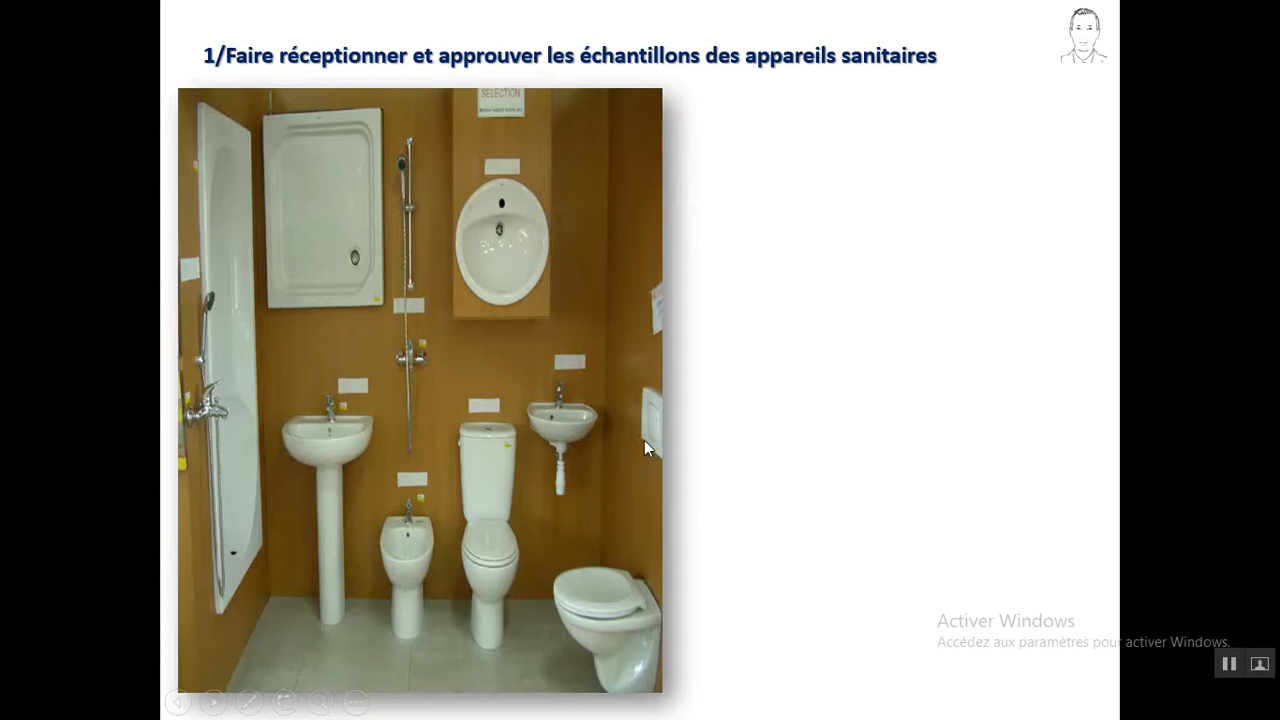 1/Faire réceptionner et approuver les échantillons des appareils sanitaires
SELECTION
Activer Windows
Accédez aux paramètres pour activer Windows.